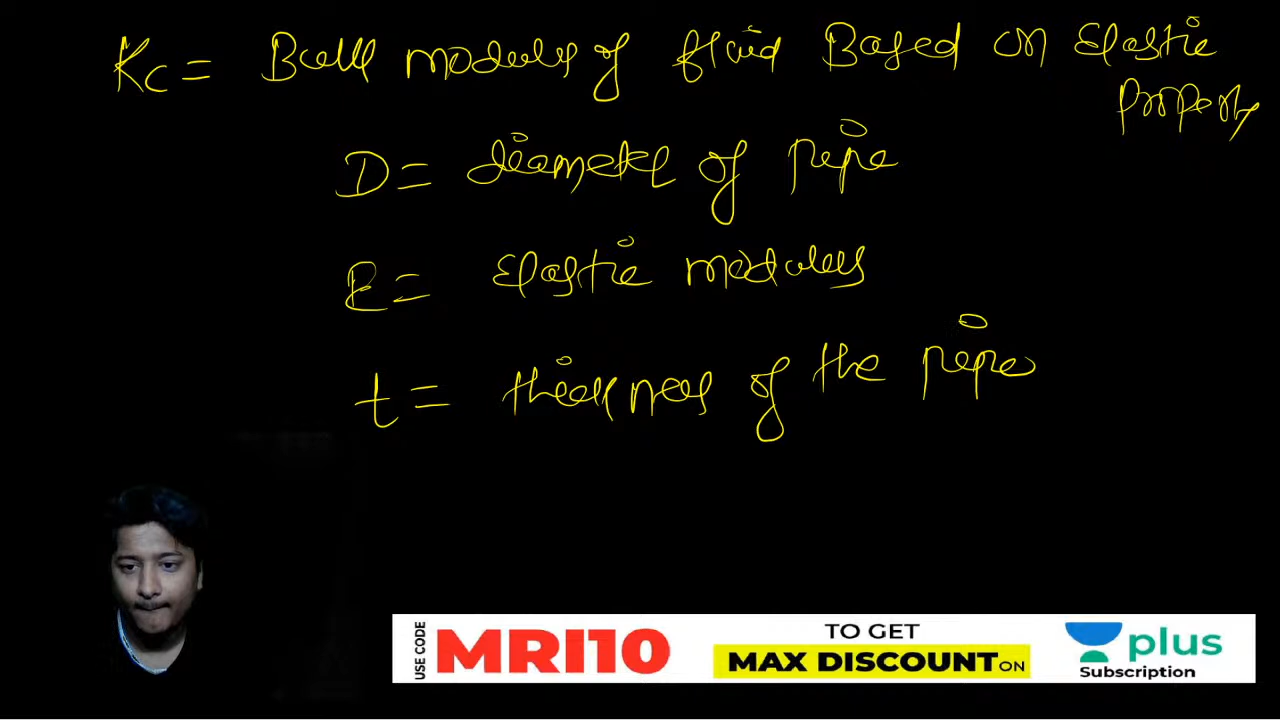 Kc = Bulk modulus of fluid Based on Elastic
property
D = diameter of pipe
E = Elastic modulus
t = thickness of the pipe
USE CODE
MRI10
TO GET
MAX DISCOUNT ON
plus
Subscription